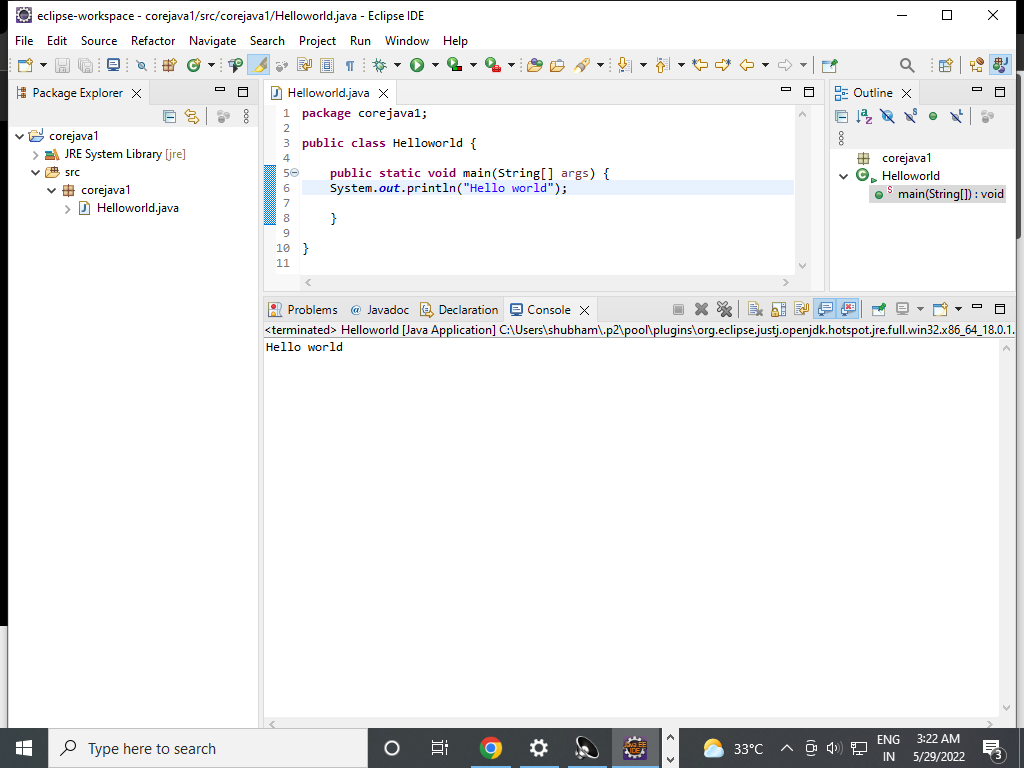 eclipse-workspace - corejava1/src/corejava1/Helloworld.java - Eclipse IDE
File Edit Source Refactor Navigate Search Project Run Window Help
Package Explorer
corejava1
JRE System Library [jre]
src
corejava1
Helloworld.java
Helloworld.java
1 package corejava1;
2
3 public class Helloworld {
4
5 public static void main(String[] args) {
6 System.out.println("Hello world");
7
8 }
9
10 }
11
Outline
corejava1
Helloworld
main(String[]) : void
Problems Javadoc Declaration Console
<terminated> Helloworld [Java Application] C:\Users\shubham\.p2\pool\plugins\org.eclipse.justj.openjdk.hotspot.jre.full.win32.x86_64_18.0.1.
Hello world
Type here to search
33°C
ENG
IN
3:22 AM
5/29/2022
3